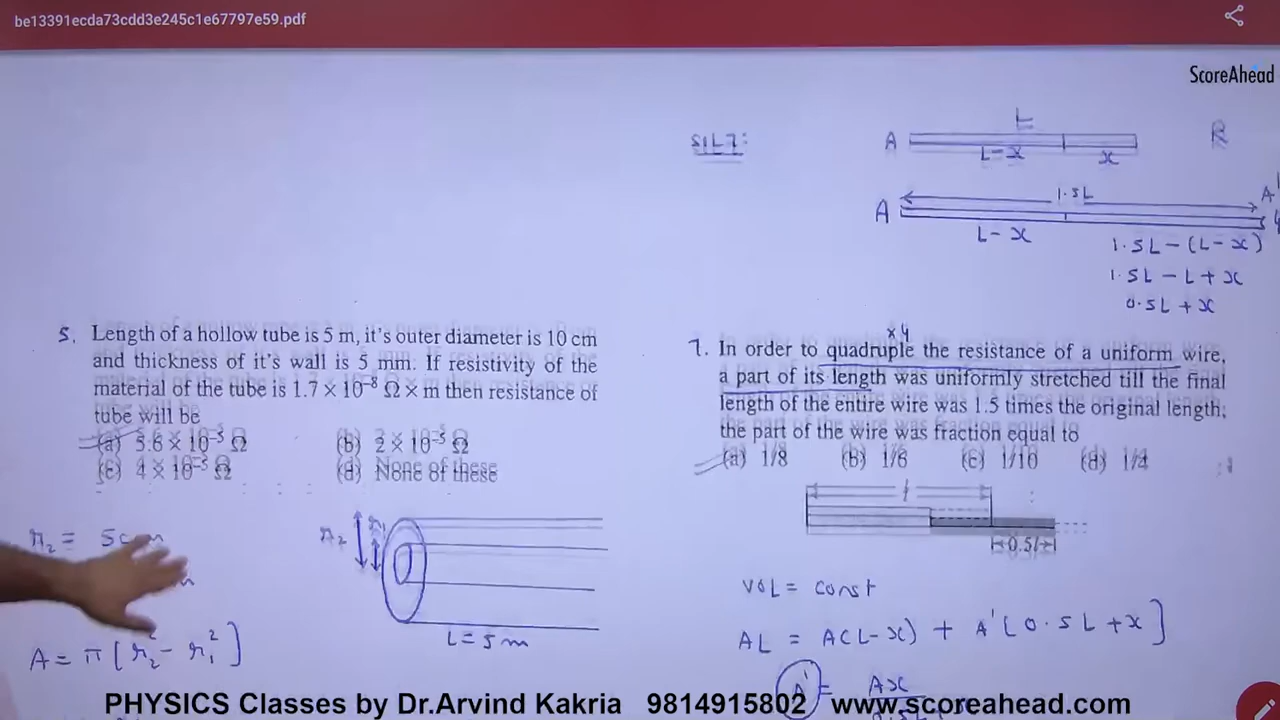 be13391ecda73cdd3e245c1e67797e59.pdf
ScoreAhead
SOL 7:
L
A
L-x
x
R
1.5L
A
A'
L-x
1.5L-(L-x)
1.5L-L+x
0.5L+x
5. Length of a hollow tube is 5 m, it's outer diameter is 10 cm
and thickness of it's wall is 5 mm. If resistivity of the
material of the tube is 1.7 × 10⁻⁸ Ω × m then resistance of
tube will be
(a) 5.6 × 10⁻⁵ Ω (b) 2 × 10⁻⁵ Ω
(c) 4 × 10⁻⁵ Ω (d) None of these
r₂ = 5cm
r₂
r₁
L=5m
A = π[r₂² - r₁²]
×4
7. In order to quadruple the resistance of a uniform wire,
a part of its length was uniformly stretched till the final
length of the entire wire was 1.5 times the original length,
the part of the wire was fraction equal to
(a) 1/8 (b) 1/6 (c) 1/10 (d) 1/4
l
0.5l
VOL = const
AL = A(L-x) + A'[0.5L+x]
A' = Ax
PHYSICS Classes by Dr.Arvind Kakria 9814915802 www.scoreahead.com